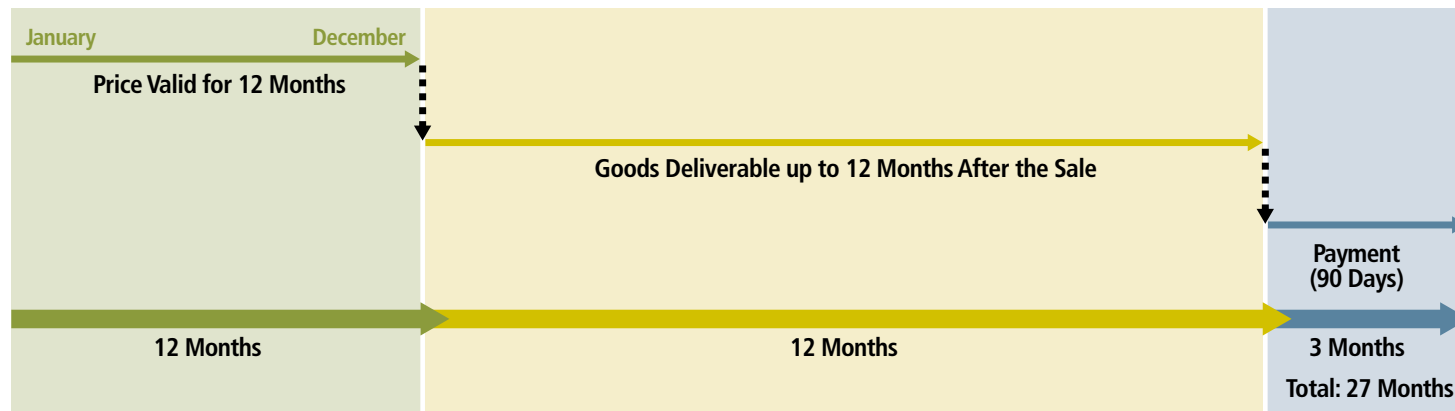 January December
Price Valid for 12 Months
Goods Deliverable up to 12 Months After the Sale
Payment
(90 Days)
12 Months 12 Months 3 Months
Total: 27 Months